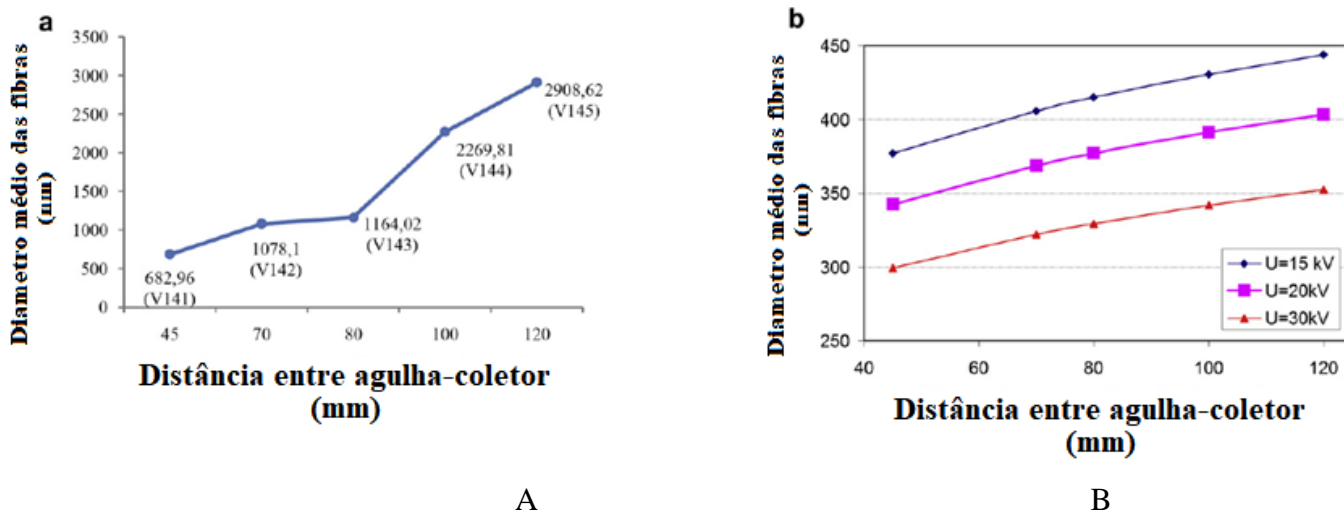 a
Diametro médio das fibras
(nm)
3500
3000
2500
2000
1500
1000
500
0
682,96
(V141)
1078,1
(V142)
1164,02
(V143)
2269,81
(V144)
2908,62
(V145)
45 70 80 100 120
Distância entre agulha-coletor
(mm)
A
b
Diametro médio das fibras
(nm)
450
400
350
300
250
U=15 kV
U=20kV
U=30kV
40 60 80 100 120
Distância entre agulha-coletor
(mm)
B